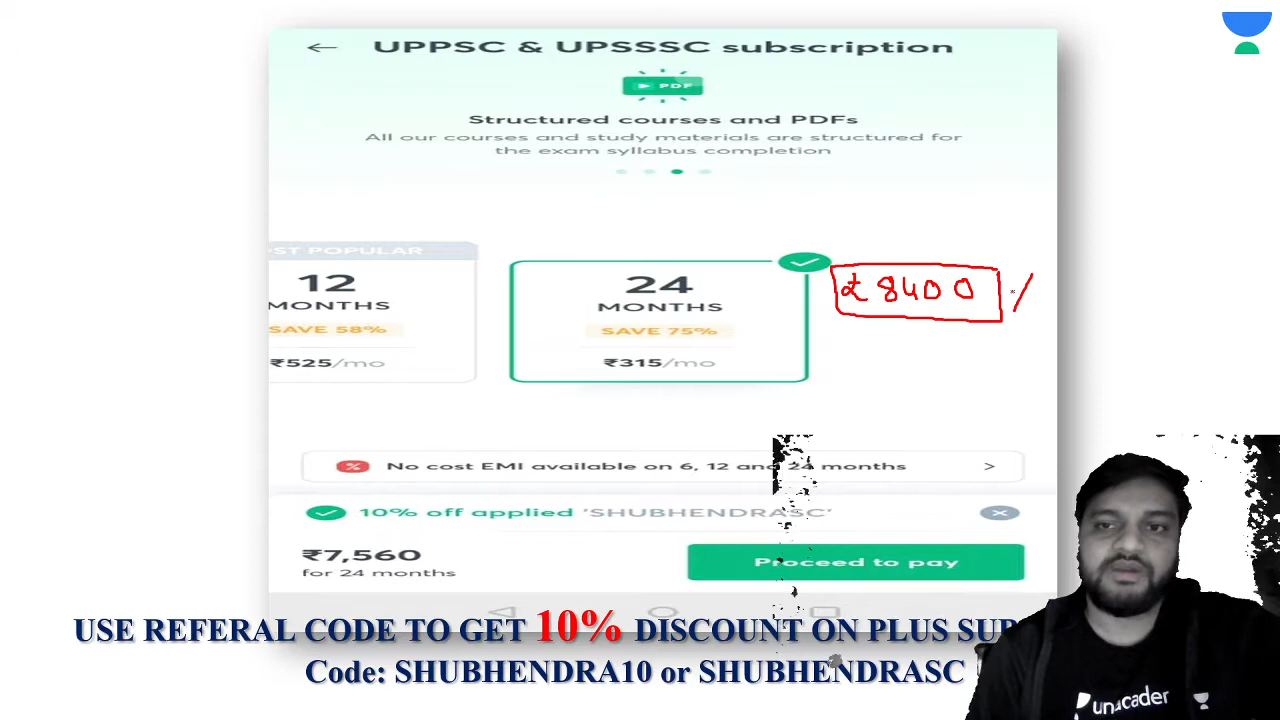 ← UPPSC & UPSSSC subscription
PDF
Structured courses and PDFs
All our courses and study materials are structured for
the exam syllabus completion
ST POPULAR
12
MONTHS
SAVE 58%
₹525/mo
24
MONTHS
SAVE 75%
₹315/mo
₹ 8400 /
% No cost EMI available on 6, 12 and 24 months >
10% off applied 'SHUBHENDRASC'
₹7,560
for 24 months
Proceed to pay
USE REFERAL CODE TO GET 10% DISCOUNT ON PLUS SUB
Code: SHUBHENDRA10 or SHUBHENDRASC
unacader